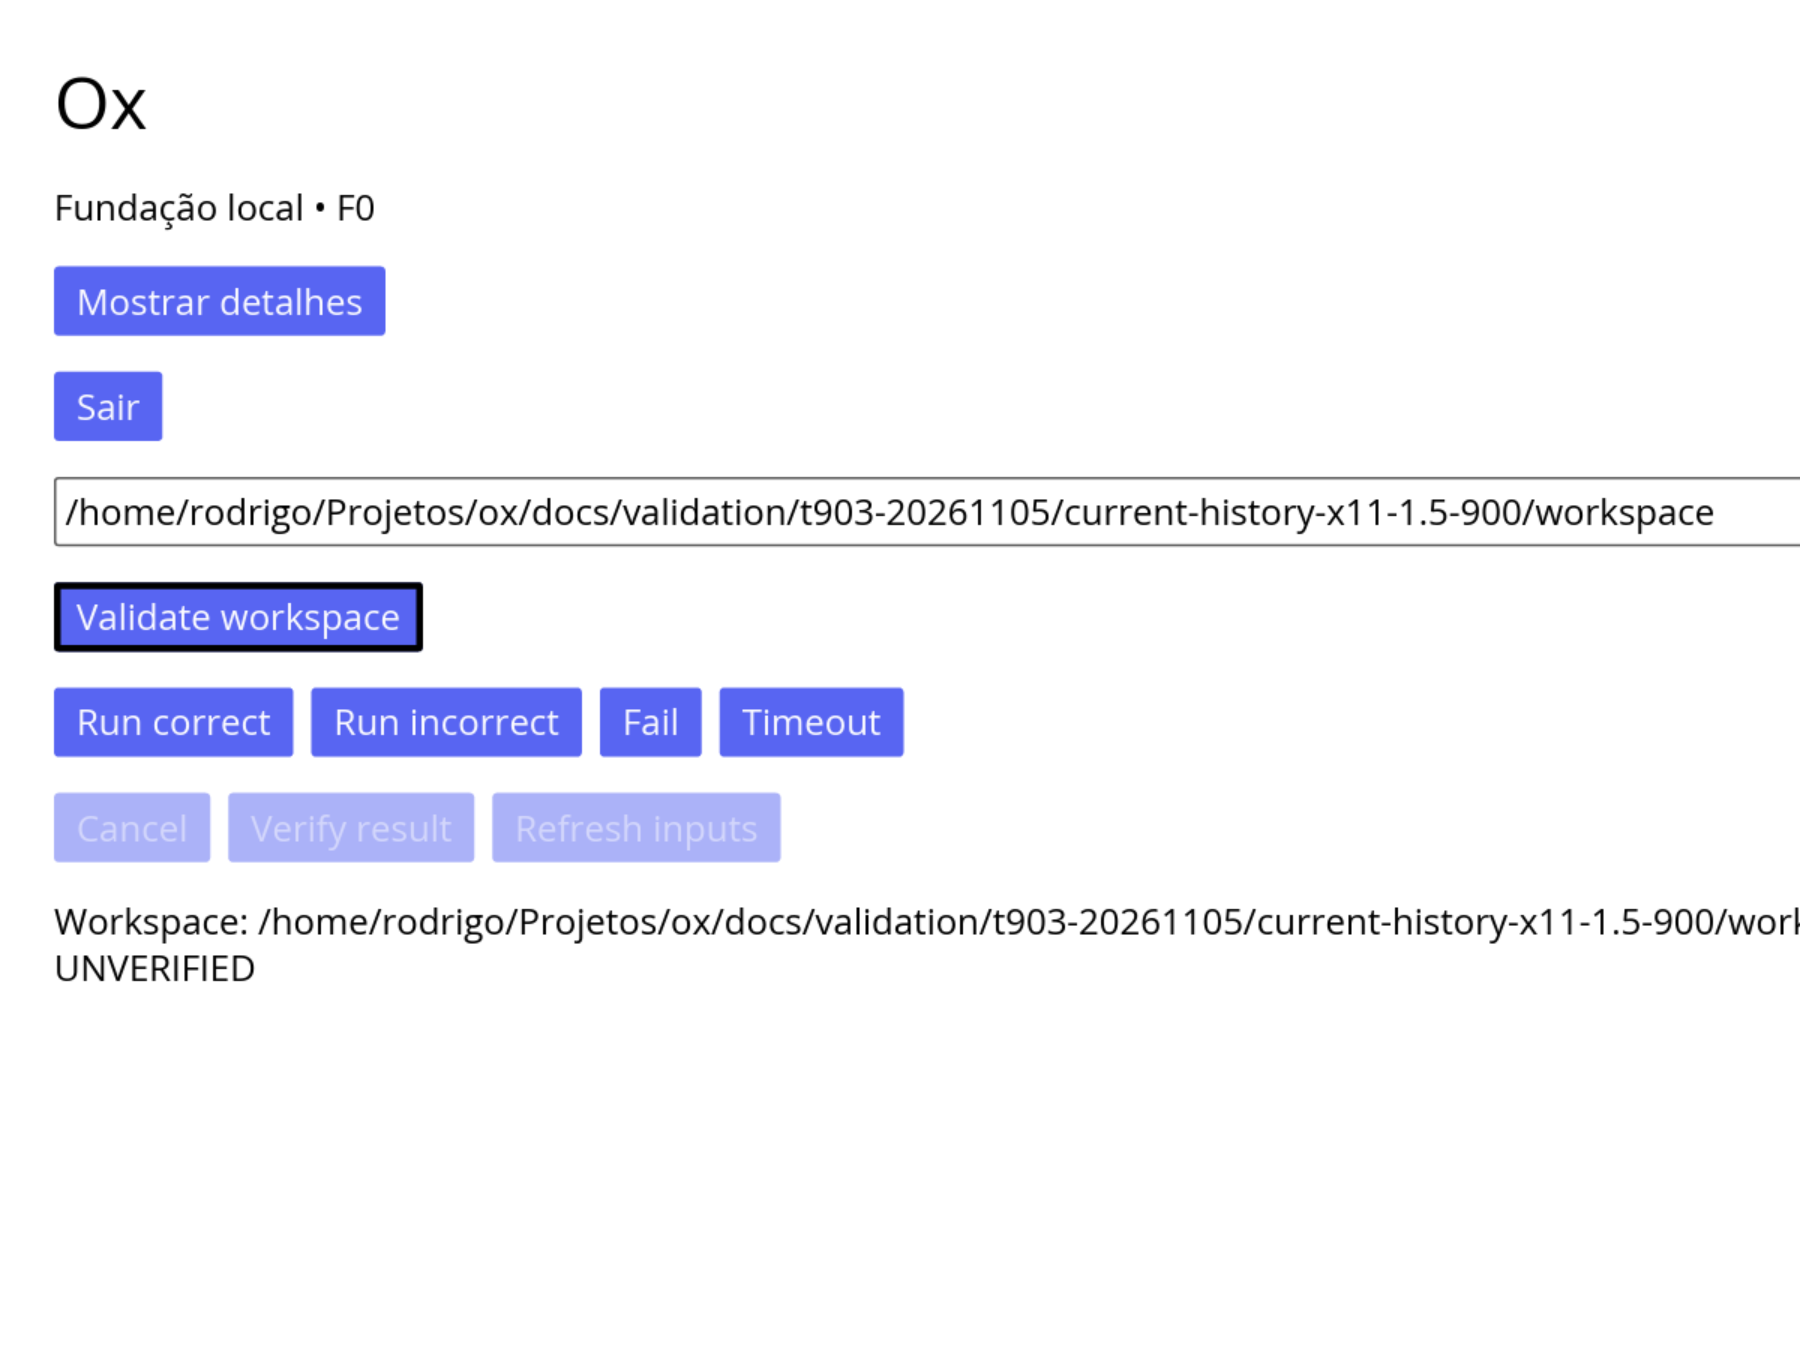 Ox
Fundação local • F0
Mostrar detalhes
Sair
/home/rodrigo/Projetos/ox/docs/validation/t903-20261105/current-history-x11-1.5-900/workspace
Validate workspace
Run correct Run incorrect Fail Timeout
Cancel Verify result Refresh inputs
Workspace: /home/rodrigo/Projetos/ox/docs/validation/t903-20261105/current-history-x11-1.5-900/work
UNVERIFIED